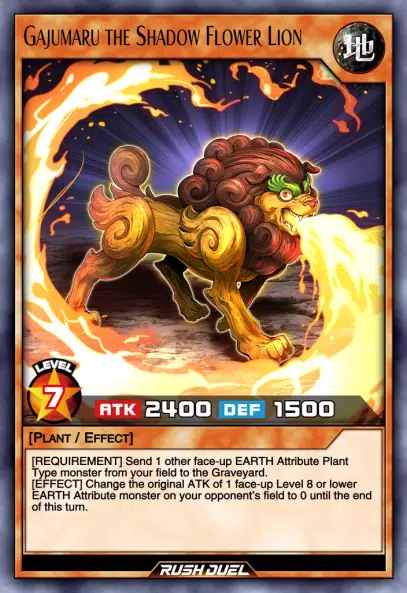 Gajumaru the Shadow Flower Lion
地
LEVEL
7
ATK 2400 DEF 1500
[Plant / Effect]
[REQUIREMENT] Send 1 other face-up EARTH Attribute Plant
Type monster from your field to the Graveyard.
[EFFECT] Change the original ATK of 1 face-up Level 8 or lower
EARTH Attribute monster on your opponent's field to 0 until the end
of this turn.
RUSH DUEL